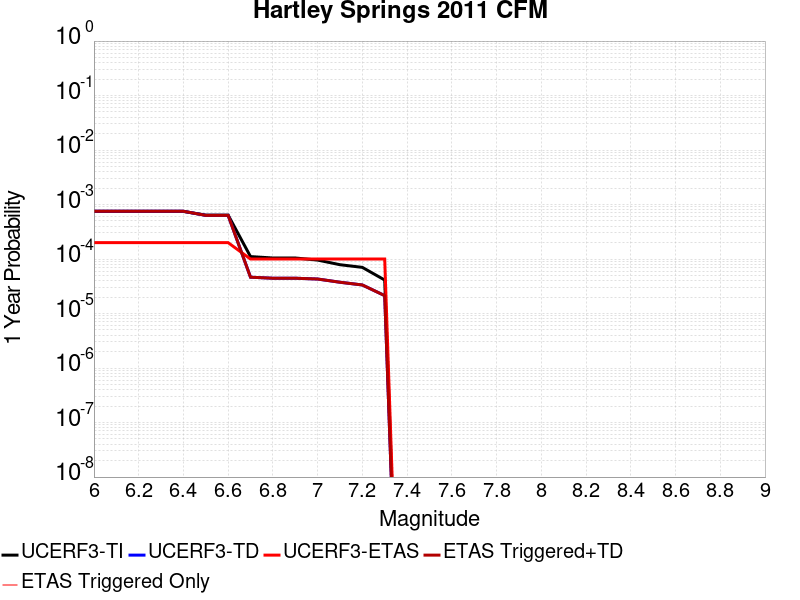 Hartley Springs 2011 CFM
10^0
10^-1
10^-2
10^-3
10^-4
10^-5
10^-6
10^-7
10^-8
1 Year Probability
6 6.2 6.4 6.6 6.8 7 7.2 7.4 7.6 7.8 8 8.2 8.4 8.6 8.8 9
Magnitude
UCERF3-TI UCERF3-TD UCERF3-ETAS ETAS Triggered+TD
ETAS Triggered Only